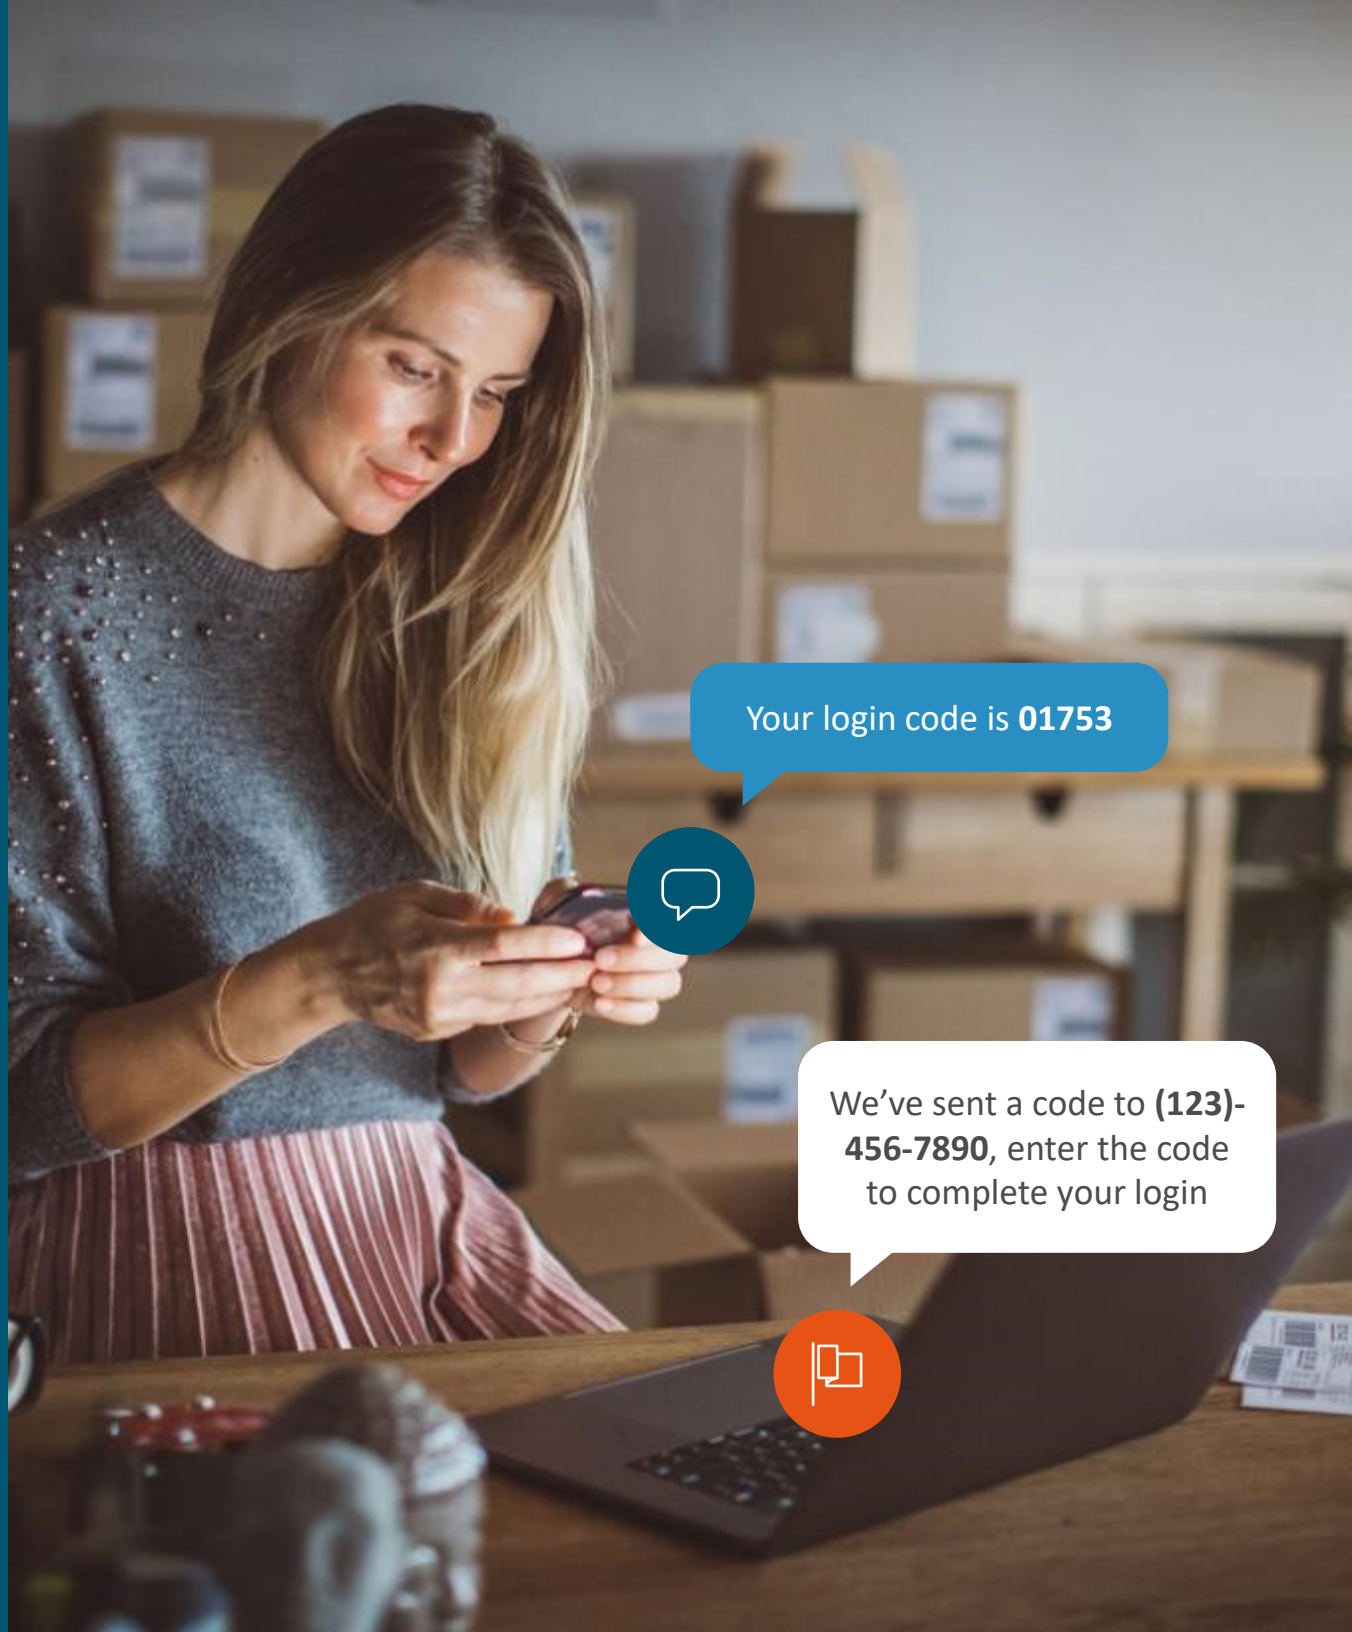 Your login code is 01753
We’ve sent a code to (123)-
456-7890, enter the code
to complete your login